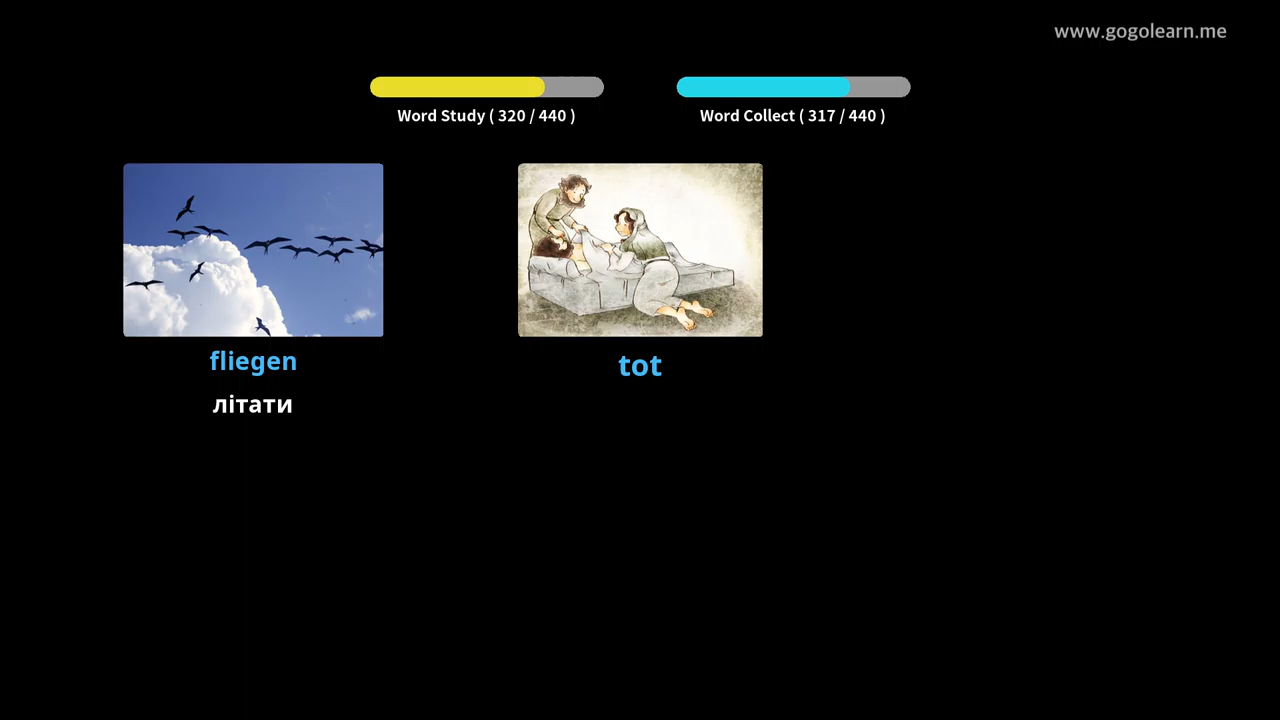 www.gogolearn.me
Word Study ( 320 / 440 )
Word Collect ( 317 / 440 )
fliegen
літати
tot